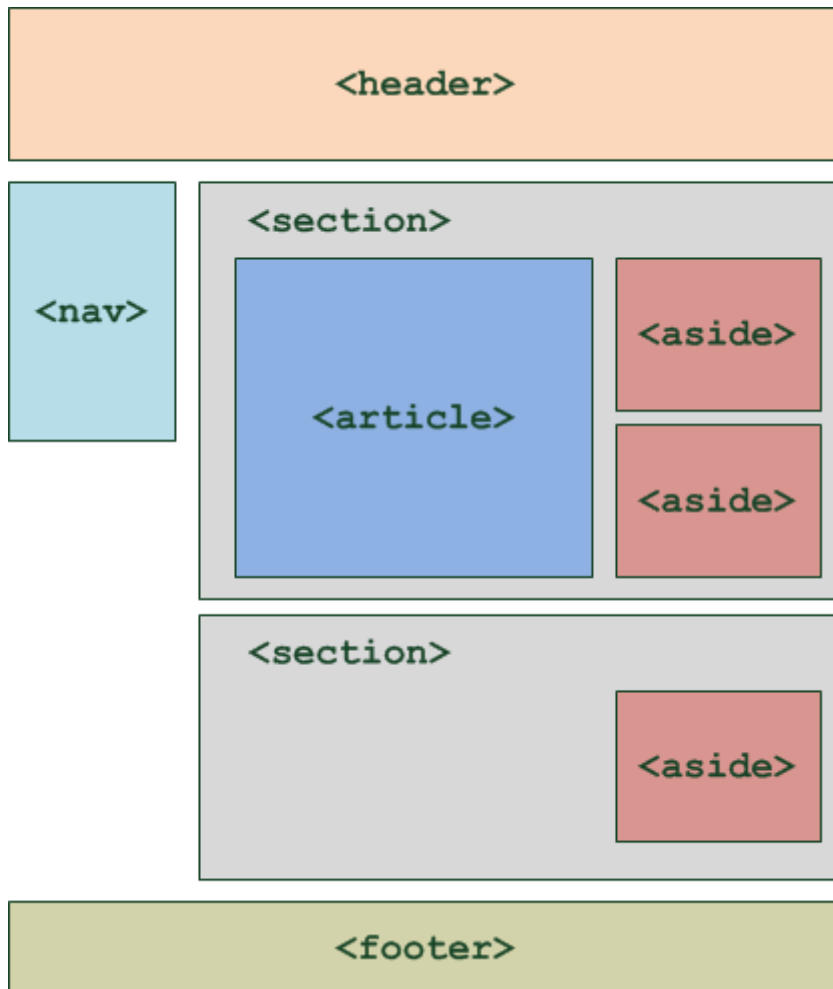 <header>
<nav>
<section>
<article>
<aside>
<aside>
<section>
<aside>
<footer>